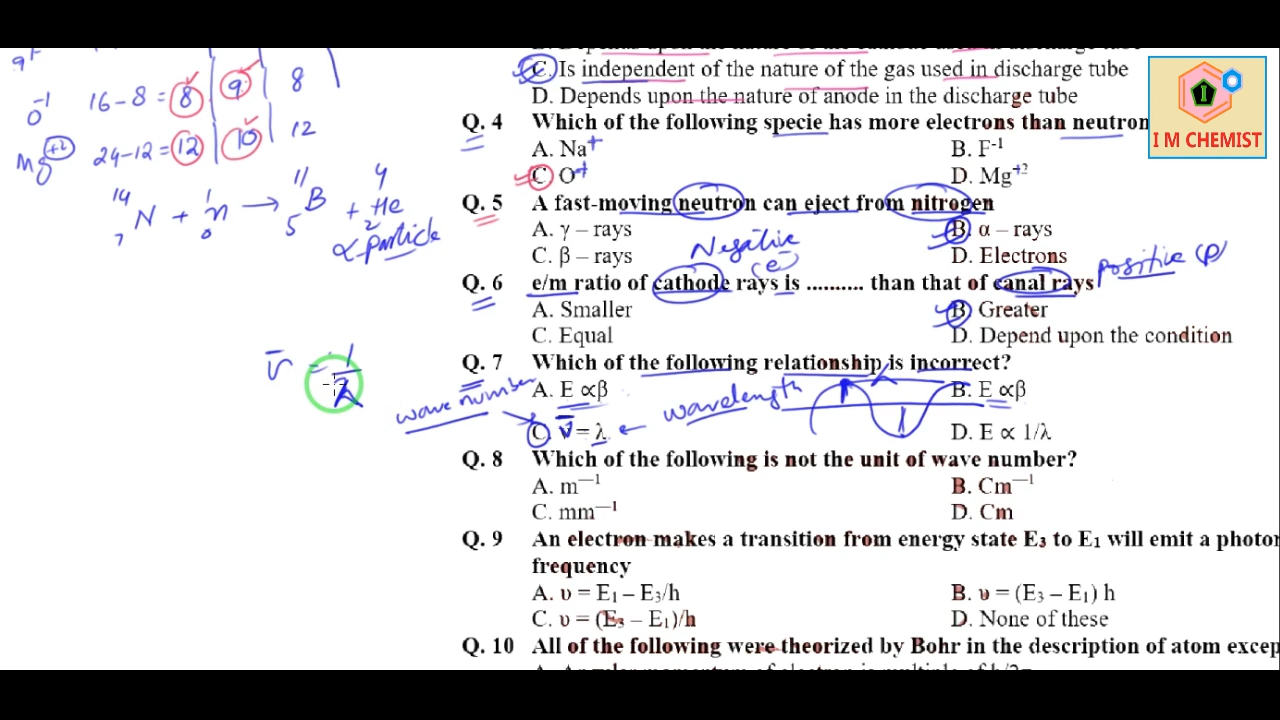 C. Is independent of the nature of the gas used in discharge tube
D. Depends upon the nature of anode in the discharge tube
I M CHEMIST
O⁻¹ 16-8 = 8 9 8
Mg⁺² 24-12 = 12 10 12
¹⁴₇N + ¹₀n → ¹¹₅B + ⁴₂He
α particle
Q. 4 Which of the following specie has more electrons than neutron
A. Na⁺ B. F⁻¹
C. O⁻¹ D. Mg⁺²
Q. 5 A fast-moving neutron can eject from nitrogen
A. γ – rays B. α – rays
C. β – rays D. Electrons
Negative (e⁻)
positive (P)
Q. 6 e/m ratio of cathode rays is .......... than that of canal rays
A. Smaller B. Greater
C. Equal D. Depend upon the condition
v̄ = 1/λ
Q. 7 Which of the following relationship is incorrect?
A. E ∝β B. E ∝β
wave number
wavelength
λ
C. v̄ = λ D. E ∝ 1/λ
Q. 8 Which of the following is not the unit of wave number?
A. m⁻¹ B. Cm⁻¹
C. mm⁻¹ D. Cm
Q. 9 An electron makes a transition from energy state E₃ to E₁ will emit a photon
frequency
A. υ = E₁ – E₃/h B. υ = (E₃ – E₁) h
C. υ = (E₃ – E₁)/h D. None of these
Q. 10 All of the following were theorized by Bohr in the description of atom excep